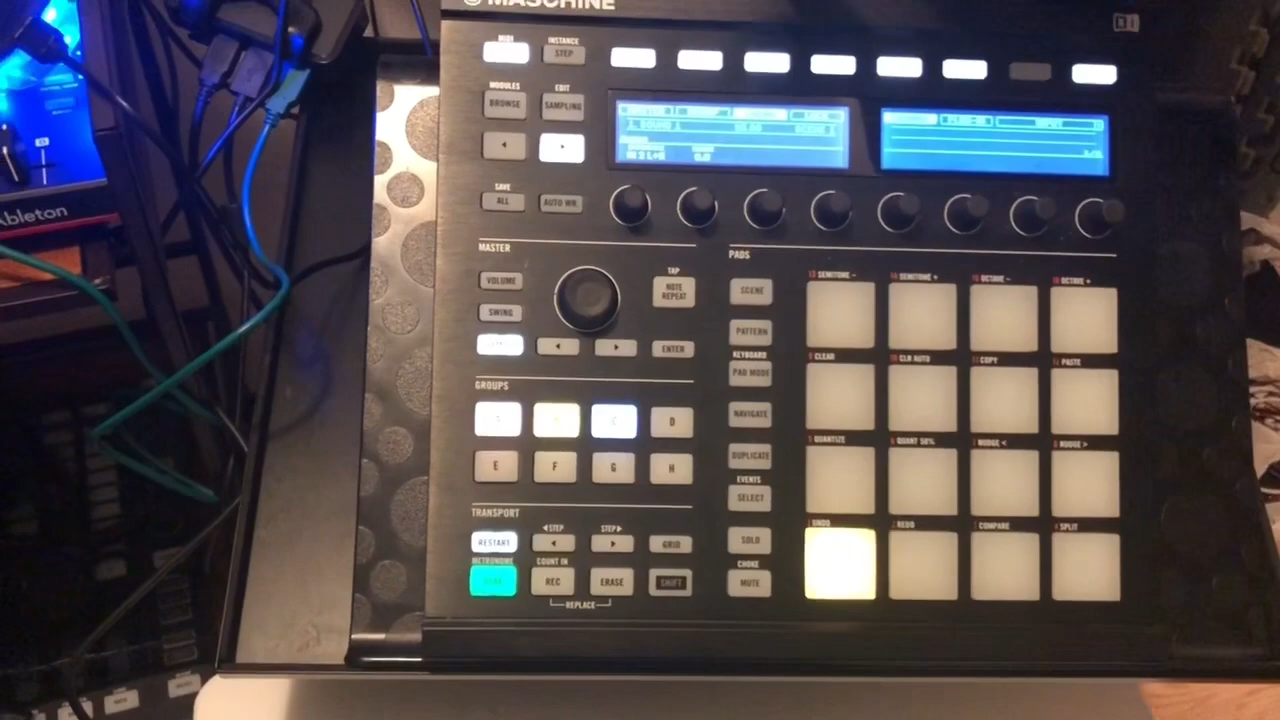 MASCHINE
MIDI
INSTANCE
STEP
MODULES
EDIT
BROWSE
SAMPLING
SAVE
ALL
AUTO WR.
MASTER
VOLUME
SWING
TAP
NOTE
REPEAT
ENTER
GROUPS
D
E F G H
TRANSPORT
◀STEP STEP▶
RESTART
GRID
METRONOME
COUNT IN
REC
ERASE
SHIFT
REPLACE
PADS
SCENE
PATTERN
KEYBOARD
PAD MODE
NAVIGATE
DUPLICATE
EVENTS
SELECT
SOLO
CHOKE
MUTE
13 SEMITONE - 14 SEMITONE + 15 OCTAVE - 16 OCTAVE +
9 CLEAR 10 CLR AUTO 11 COPY 12 PASTE
5 QUANTIZE 6 QUANT 50% 7 NUDGE < 8 NUDGE >
1 UNDO 2 REDO 3 COMPARE 4 SPLIT
Ableton